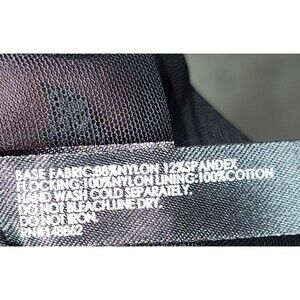 BASE FABRIC:88%NYLON 12%SPANDEX
FLOCKING:100%NYLON LINING:100%COTTON
HAND WASH COLD SEPARATELY.
DO NOT BLEACH.LINE DRY.
DO NOT IRON.
RN#148862